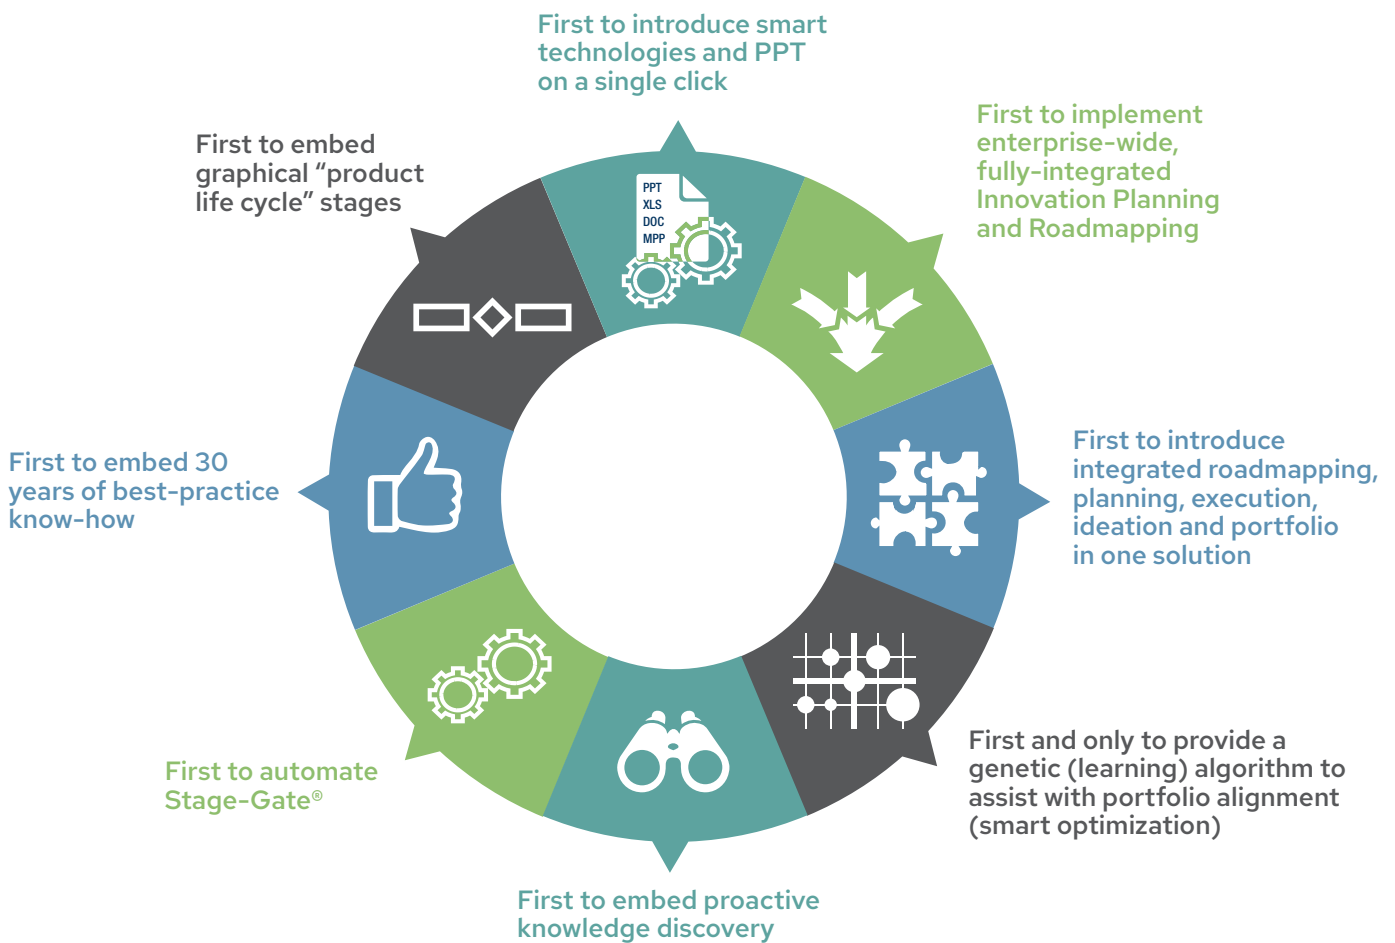 First to introduce smart
technologies and PPT
on a single click
First to implement
enterprise-wide,
fully-integrated
Innovation Planning
and Roadmapping
First to embed
graphical “product
life cycle” stages
PPT
XLS
DOC
MPP
First to introduce
integrated roadmapping,
planning, execution,
ideation and portfolio
in one solution
First to embed 30
years of best-practice
know-how
First and only to provide a
genetic (learning) algorithm to
assist with portfolio alignment
(smart optimization)
First to automate
Stage-Gate®
First to embed proactive
knowledge discovery